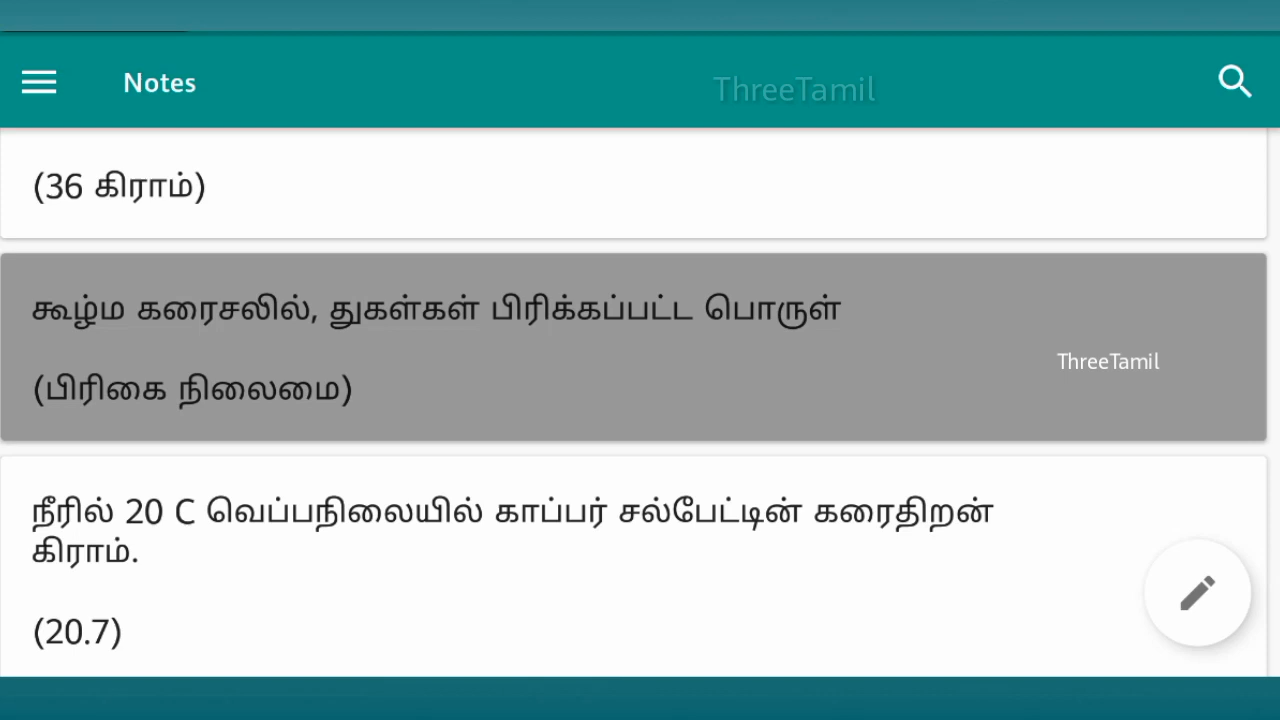 Notes
ThreeTamil
(36 கிராம்)
கூழ்ம கரைசலில், துகள்கள் பிரிக்கப்பட்ட பொருள்
ThreeTamil
(பிரிகை நிலைமை)
நீரில் 20 C வெப்பநிலையில் காப்பர் சல்பேட்டின் கரைதிறன்
கிராம்.
(20.7)